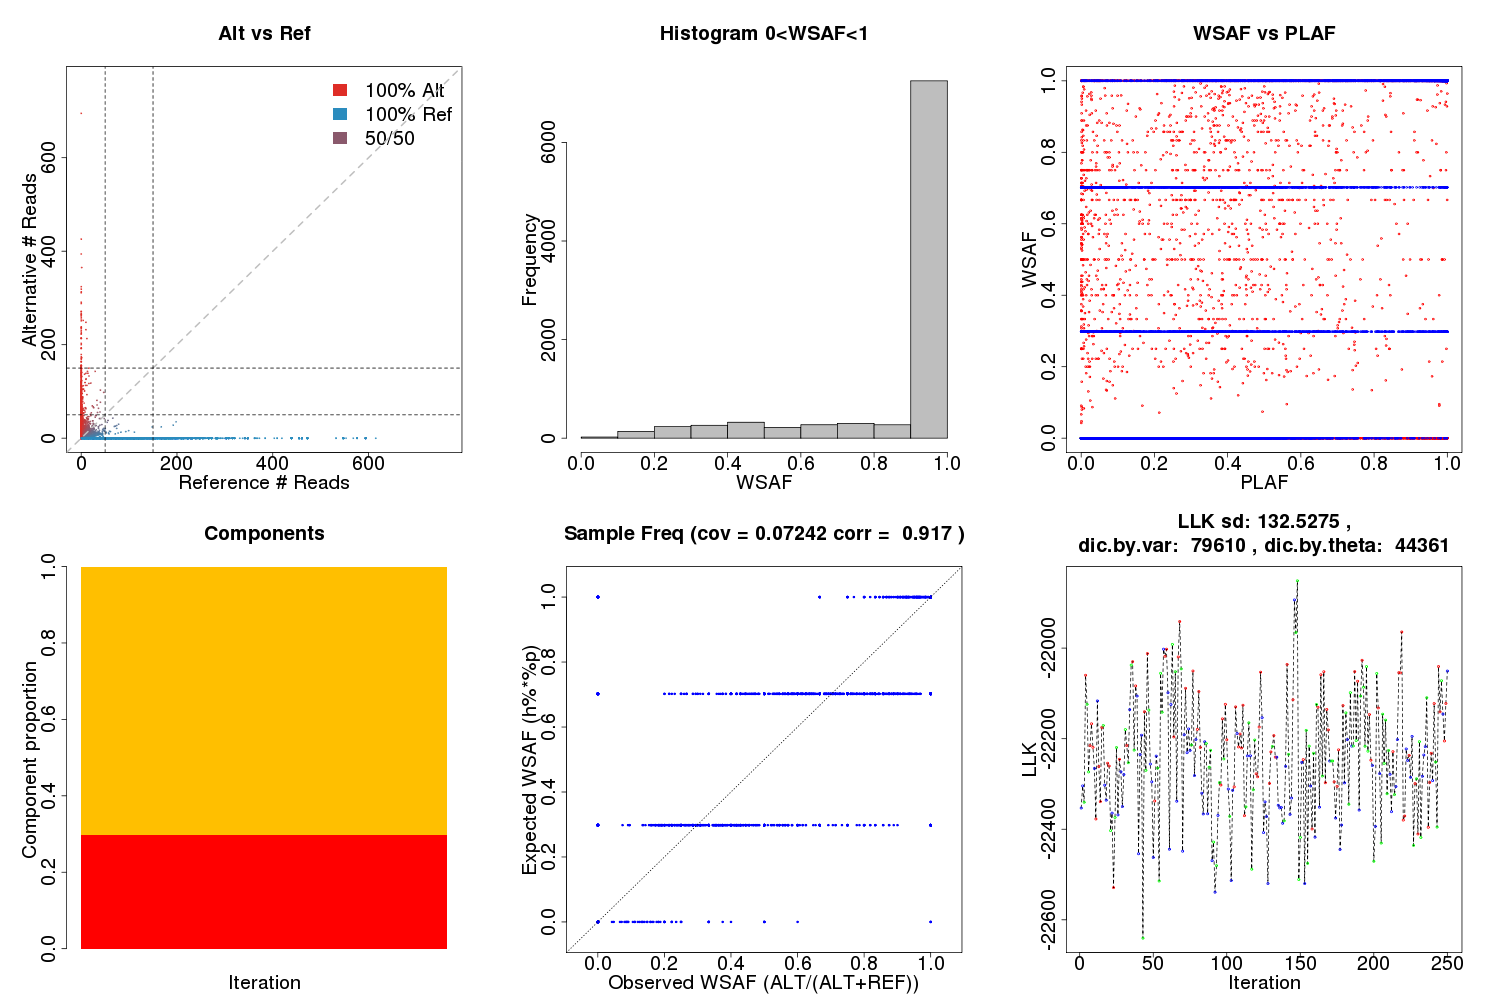 Alt vs Ref
100% Alt
100% Ref
50/50
Alternative # Reads
0 200 400 600
0 200 400 600
Reference # Reads
Histogram 0<WSAF<1
Frequency
0 2000 4000 6000
0.0 0.2 0.4 0.6 0.8 1.0
WSAF
WSAF vs PLAF
WSAF
0.0 0.2 0.4 0.6 0.8 1.0
0.0 0.2 0.4 0.6 0.8 1.0
PLAF
Components
Component proportion
0.0 0.2 0.4 0.6 0.8 1.0
Iteration
Sample Freq (cov = 0.07242 corr = 0.917 )
Expected WSAF (h%*%p)
0.0 0.2 0.4 0.6 0.8 1.0
0.0 0.2 0.4 0.6 0.8 1.0
Observed WSAF (ALT/(ALT+REF))
LLK sd: 132.5275 ,
dic.by.var: 79610 , dic.by.theta: 44361
LLK
-22600 -22400 -22200 -22000
0 50 100 150 200 250
Iteration